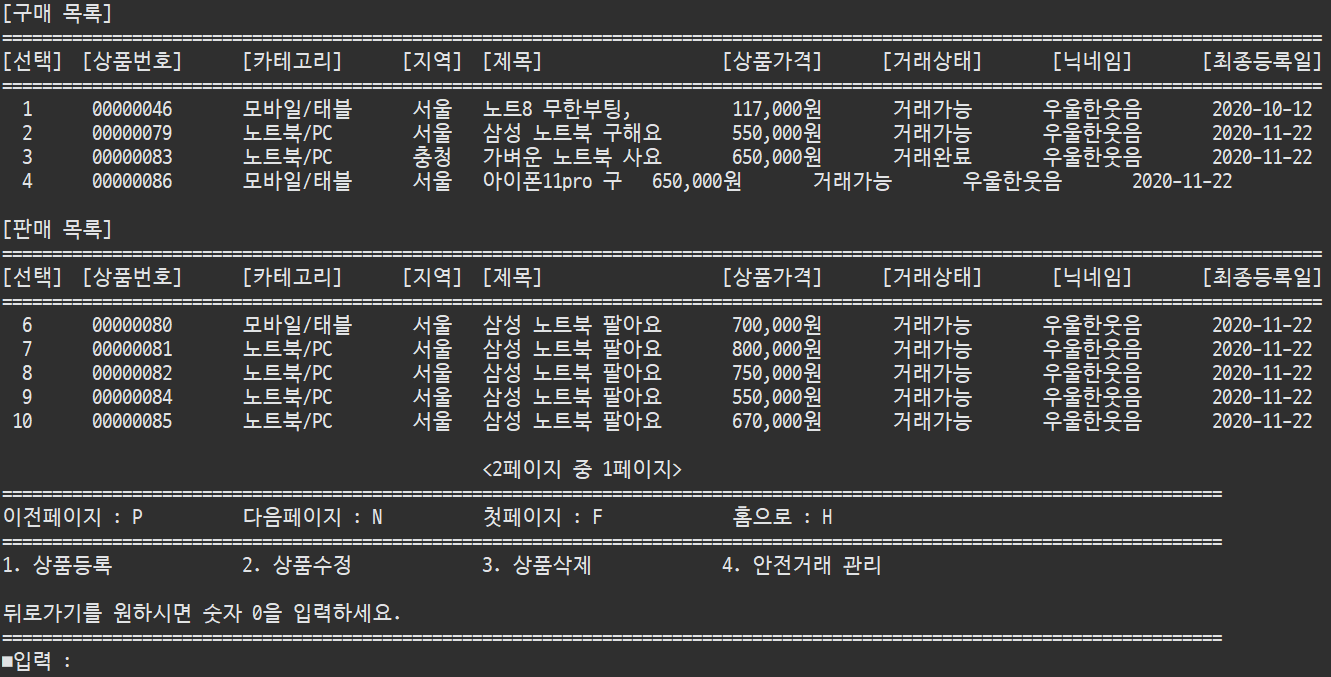 [구매 목록]
====================================================================================================================================
[선택] [상품번호] [카테고리] [지역] [제목] [상품가격] [거래상태] [닉네임] [최종등록일]
====================================================================================================================================
1 00000046 모바일/태블 서울 노트8 무한부팅, 117,000원 거래가능 우울한웃음 2020-10-12
2 00000079 노트북/PC 서울 삼성 노트북 구해요 550,000원 거래가능 우울한웃음 2020-11-22
3 00000083 노트북/PC 충청 가벼운 노트북 사요 650,000원 거래완료 우울한웃음 2020-11-22
4 00000086 모바일/태블 서울 아이폰11pro 구 650,000원 거래가능 우울한웃음 2020-11-22
[판매 목록]
====================================================================================================================================
[선택] [상품번호] [카테고리] [지역] [제목] [상품가격] [거래상태] [닉네임] [최종등록일]
====================================================================================================================================
6 00000080 모바일/태블 서울 삼성 노트북 팔아요 700,000원 거래가능 우울한웃음 2020-11-22
7 00000081 노트북/PC 서울 삼성 노트북 팔아요 800,000원 거래가능 우울한웃음 2020-11-22
8 00000082 노트북/PC 서울 삼성 노트북 팔아요 750,000원 거래가능 우울한웃음 2020-11-22
9 00000084 노트북/PC 서울 삼성 노트북 팔아요 550,000원 거래가능 우울한웃음 2020-11-22
10 00000085 노트북/PC 서울 삼성 노트북 팔아요 670,000원 거래가능 우울한웃음 2020-11-22
<2페이지 중 1페이지>
==========================================================================================================================
이전페이지 : P 다음페이지 : N 첫페이지 : F 홈으로 : H
==========================================================================================================================
1. 상품등록 2. 상품수정 3. 상품삭제 4. 안전거래 관리
뒤로가기를 원하시면 숫자 0을 입력하세요.
==========================================================================================================================
■입력 :